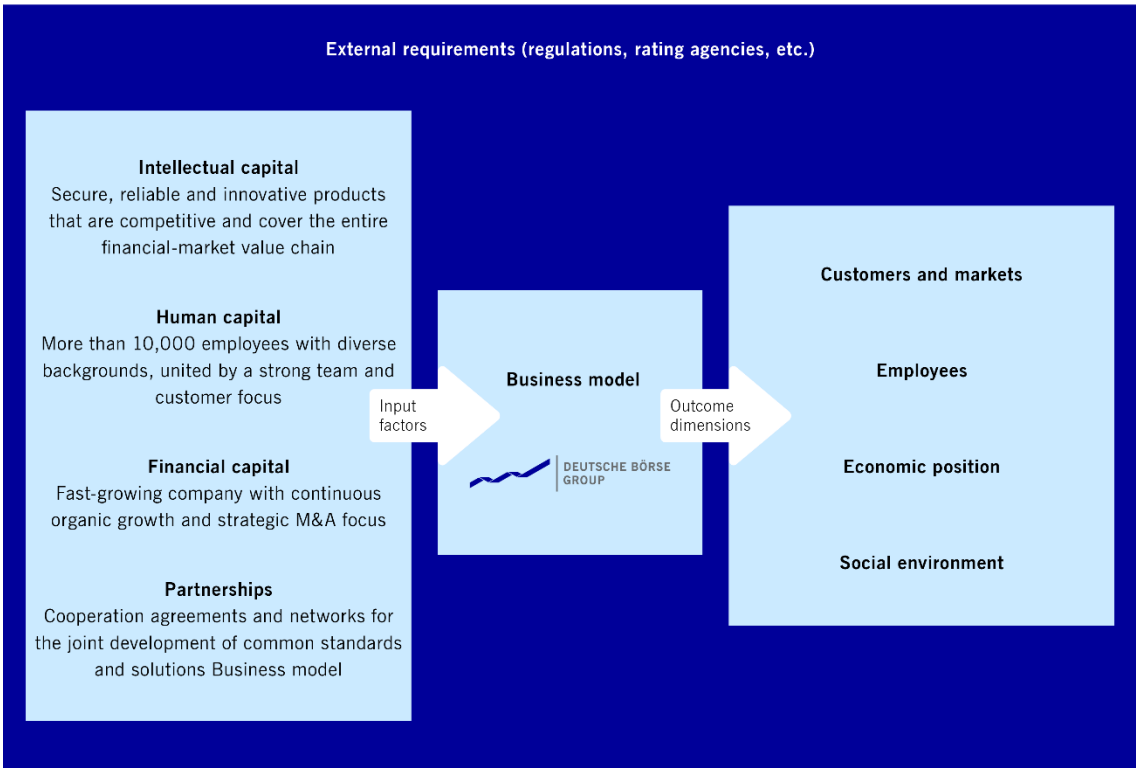 External requirements (regulations, rating agencies, etc.)
Intellectual capital
Secure, reliable and innovative products
that are competitive and cover the entire
financial-market value chain
Human capital
More than 10,000 employees with diverse
backgrounds, united by a strong team and
customer focus
Financial capital
Fast-growing company with continuous
organic growth and strategic M&A focus
Partnerships
Cooperation agreements and networks for
the joint development of common standards
and solutions Business model
Input
factors
Business model
DEUTSCHE BÖRSE
GROUP
Outcome
dimensions
Customers and markets
Employees
Economic position
Social environment